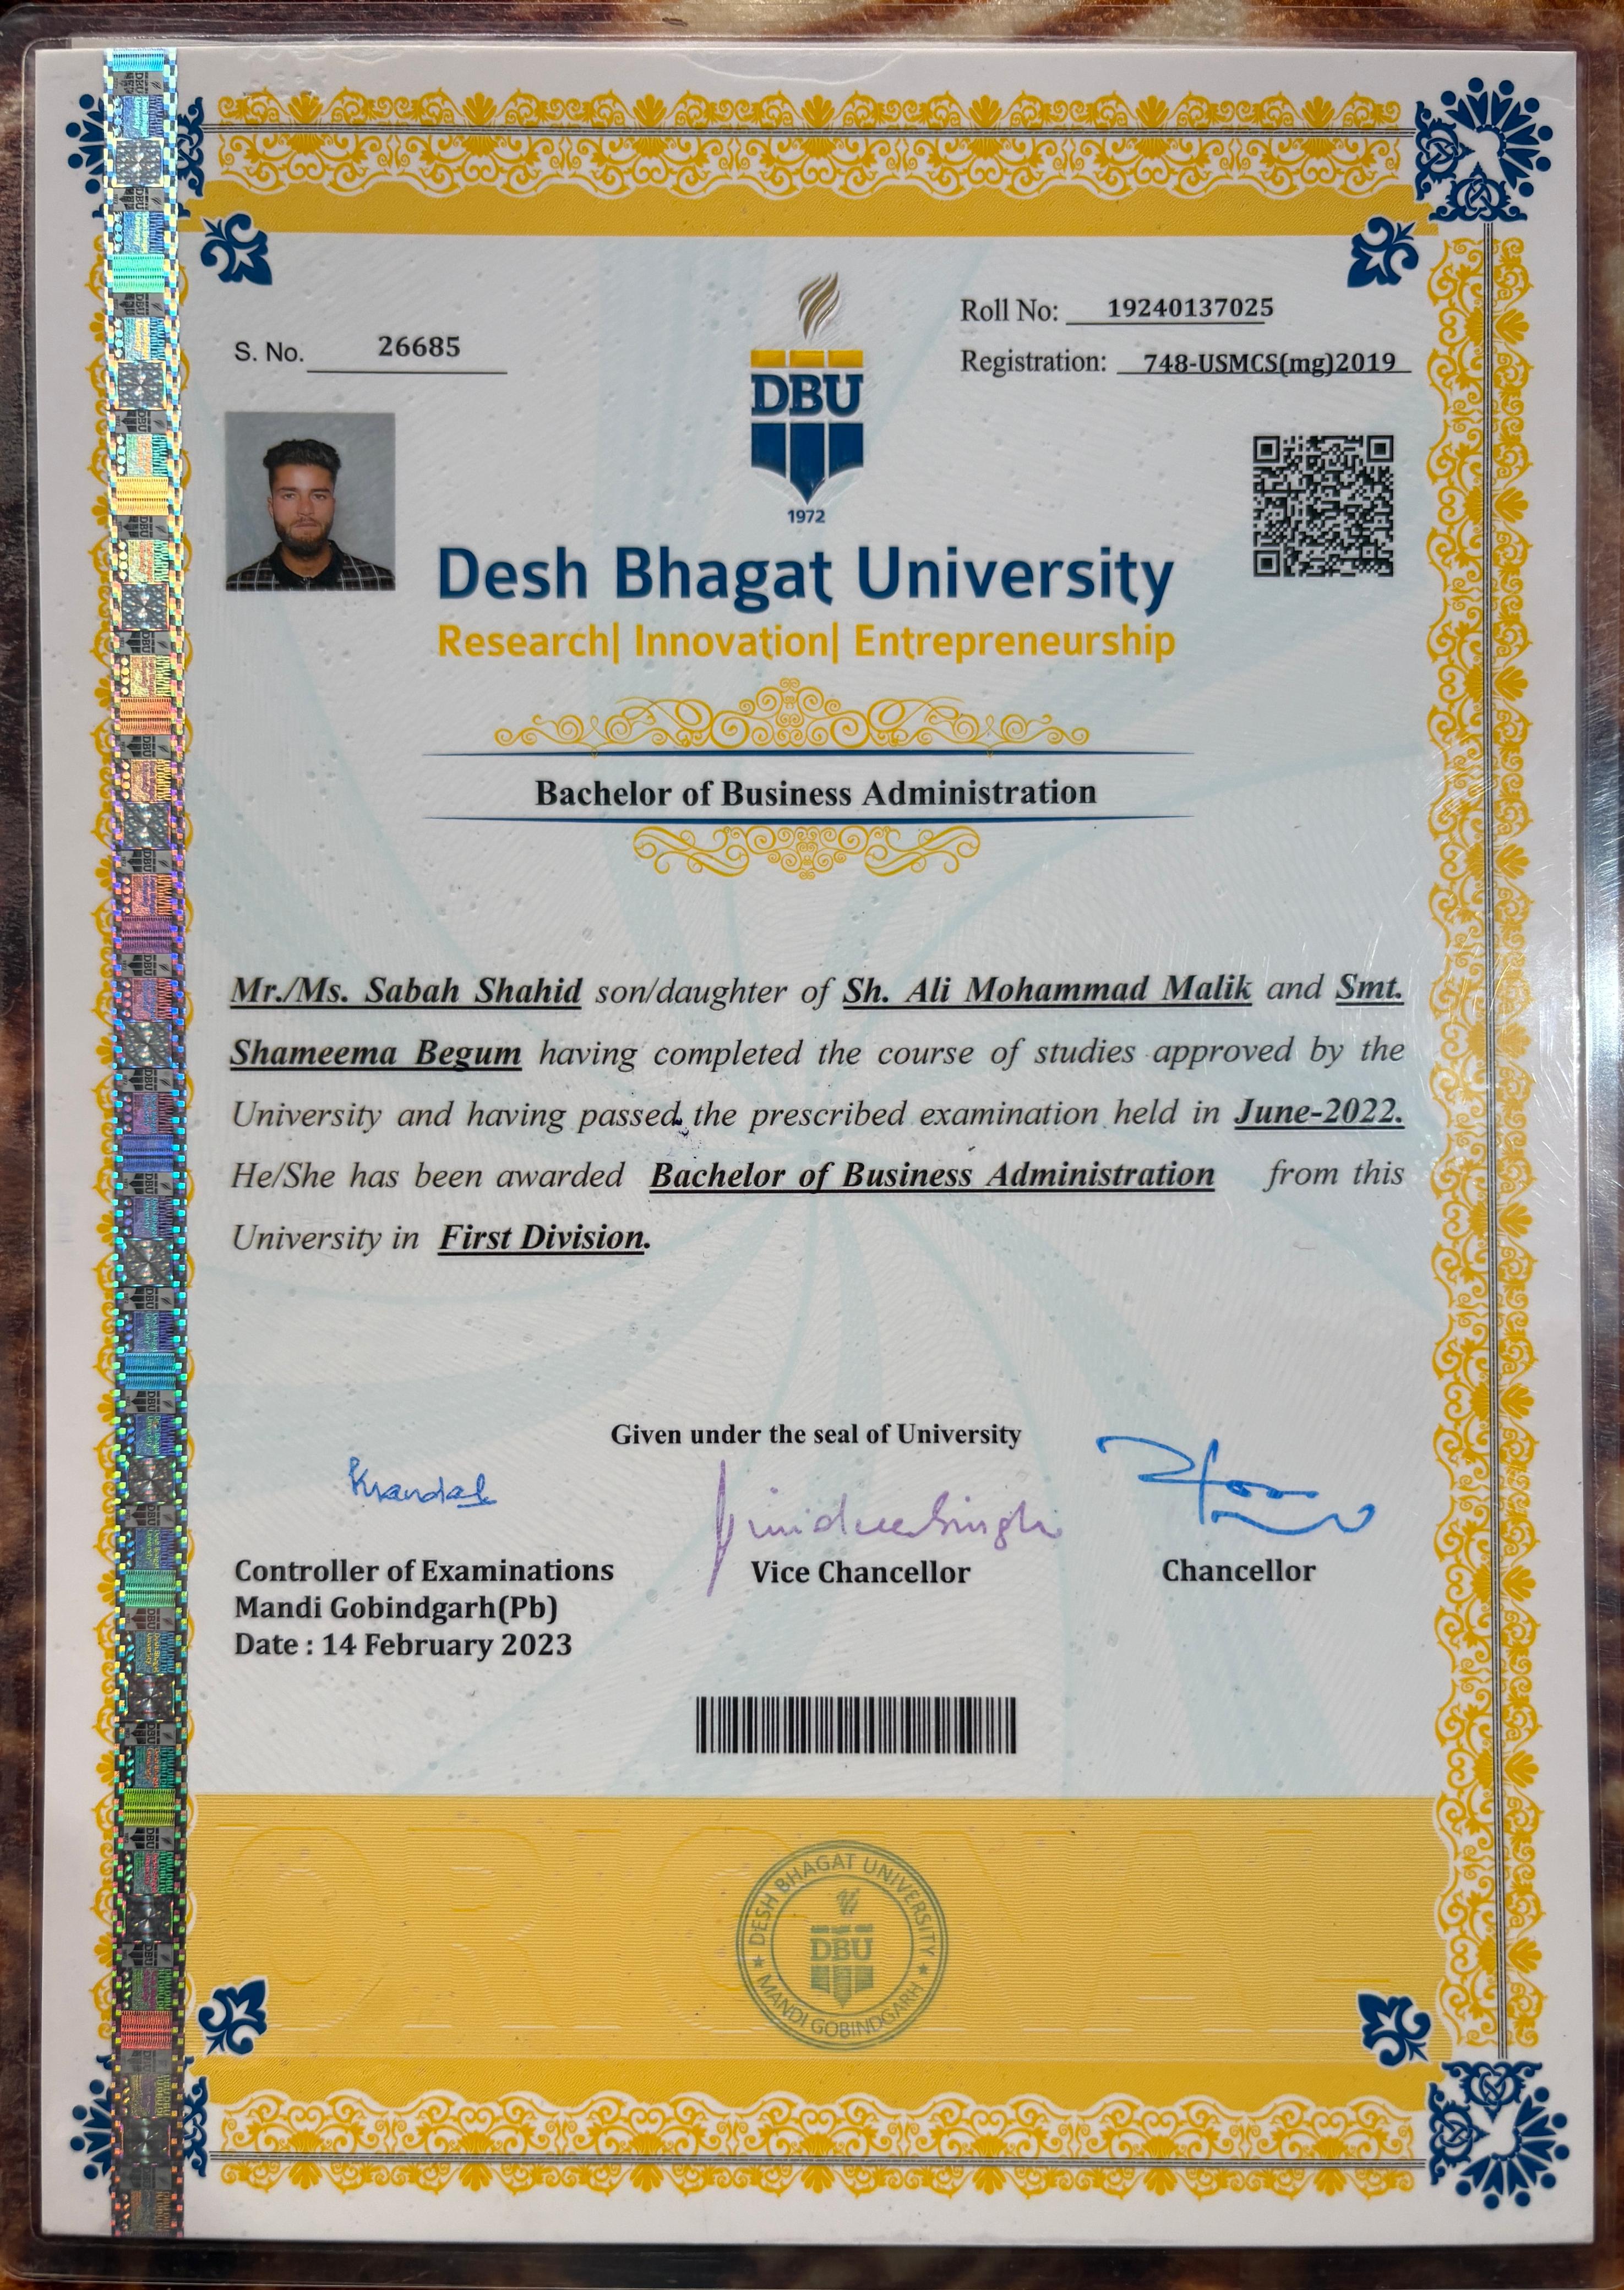 S. No. 26685
Roll No: 19240137025
Registration: 748-USMCS(mg)2019
DBU
1972
Desh Bhagat University
Research| Innovation| Entrepreneurship
Bachelor of Business Administration
Mr./Ms. Sabah Shahid son/daughter of Sh. Ali Mohammad Malik and Smt.
Shameema Begum having completed the course of studies approved by the
University and having passed the prescribed examination held in June-2022.
He/She has been awarded Bachelor of Business Administration from this
University in First Division.
Given under the seal of University
Controller of Examinations
Mandi Gobindgarh(Pb)
Date : 14 February 2023
Vice Chancellor
Chancellor
ORIGINAL
DESH BHAGAT UNIVERSITY
DBU
MANDI GOBINDGARH